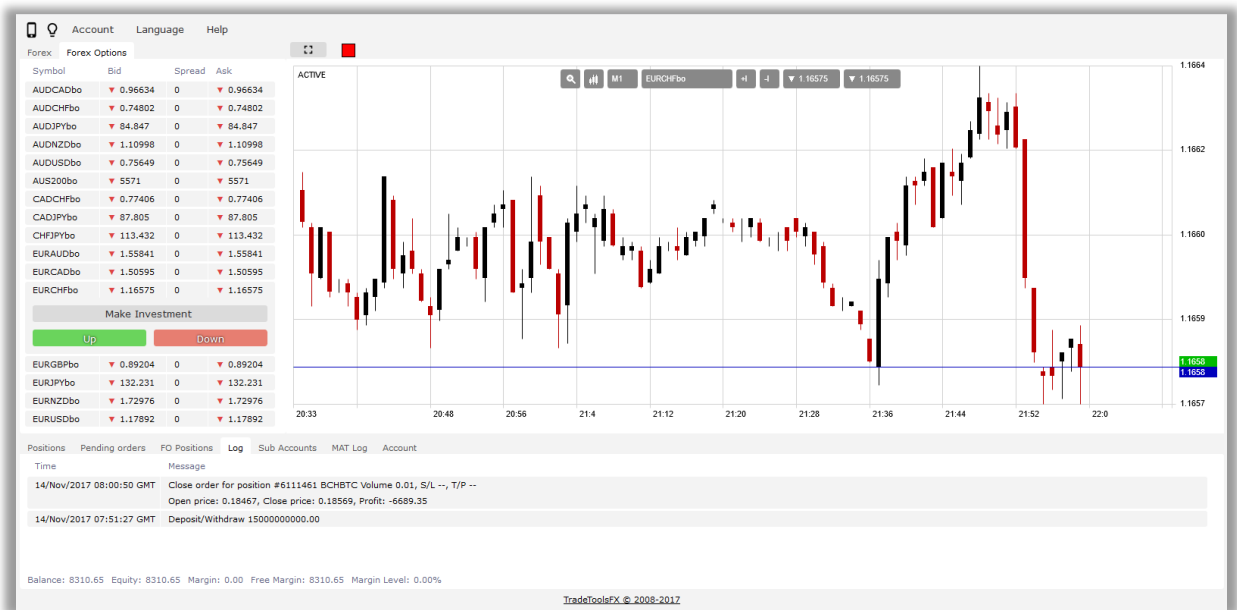 Account Language Help
Forex Forex Options
Symbol Bid Spread Ask
AUDCADbo ▼ 0.96634 0 ▼ 0.96634
AUDCHFbo ▼ 0.74802 0 ▼ 0.74802
AUDJPYbo ▼ 84.847 0 ▼ 84.847
AUDNZDbo ▼ 1.10998 0 ▼ 1.10998
AUDUSDbo ▼ 0.75649 0 ▼ 0.75649
AUS200bo ▼ 5571 0 ▼ 5571
CADCHFbo ▼ 0.77406 0 ▼ 0.77406
CADJPYbo ▼ 87.805 0 ▼ 87.805
CHFJPYbo ▼ 113.432 0 ▼ 113.432
EURAUDbo ▼ 1.55841 0 ▼ 1.55841
EURCADbo ▼ 1.50595 0 ▼ 1.50595
EURCHFbo ▼ 1.16575 0 ▼ 1.16575
Make Investment
Up Down
EURGBPbo ▼ 0.89204 0 ▼ 0.89204
EURJPYbo ▼ 132.231 0 ▼ 132.231
EURNZDbo ▼ 1.72976 0 ▼ 1.72976
EURUSDbo ▼ 1.17892 0 ▼ 1.17892
ACTIVE
M1 EURCHFbo +I -I ▼ 1.16575 ▼ 1.16575
1.1664
1.1662
1.1660
1.1659
1.1658
1.1658
1.1657
20:33 20:48 20:56 21:4 21:12 21:20 21:28 21:36 21:44 21:52 22:0
Positions Pending orders FO Positions Log Sub Accounts MAT Log Account
Time Message
14/Nov/2017 08:00:50 GMT Close order for position #6111461 BCHBTC Volume 0.01, S/L --, T/P --
Open price: 0.18467, Close price: 0.18569, Profit: -6689.35
14/Nov/2017 07:51:27 GMT Deposit/Withdraw 15000000000.00
Balance: 8310.65 Equity: 8310.65 Margin: 0.00 Free Margin: 8310.65 Margin Level: 0.00%
TradeToolsFX © 2008-2017